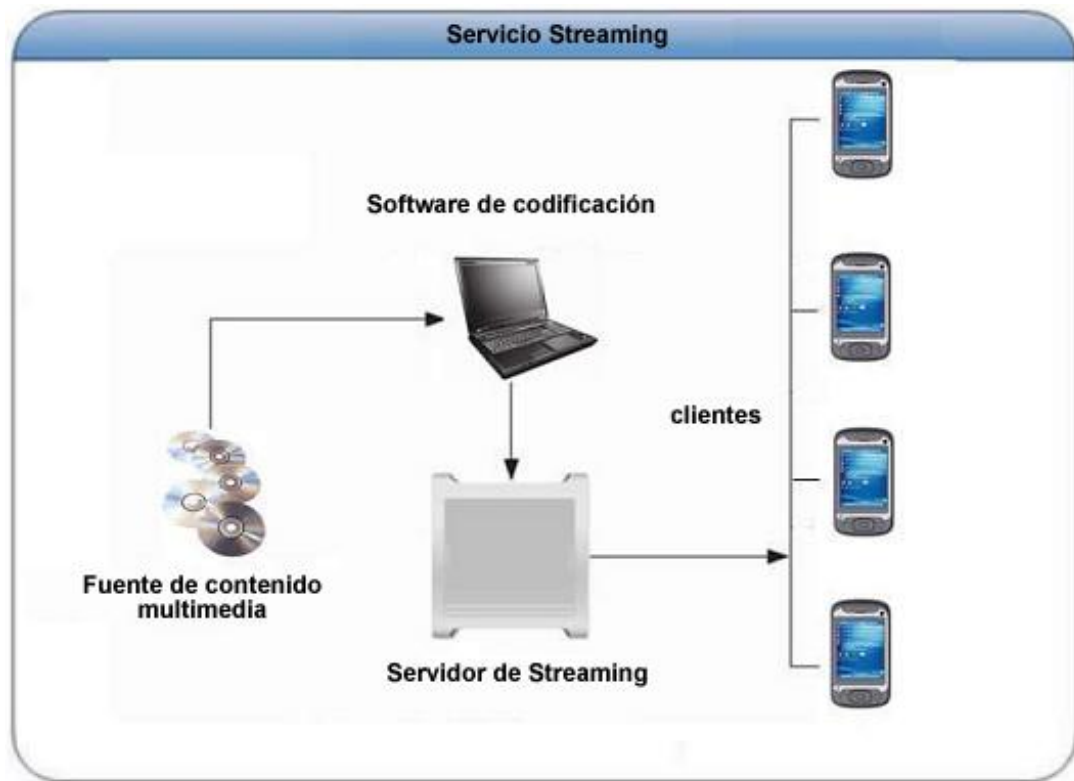 Servicio Streaming
Software de codificación
clientes
Fuente de contenido
multimedia
Servidor de Streaming